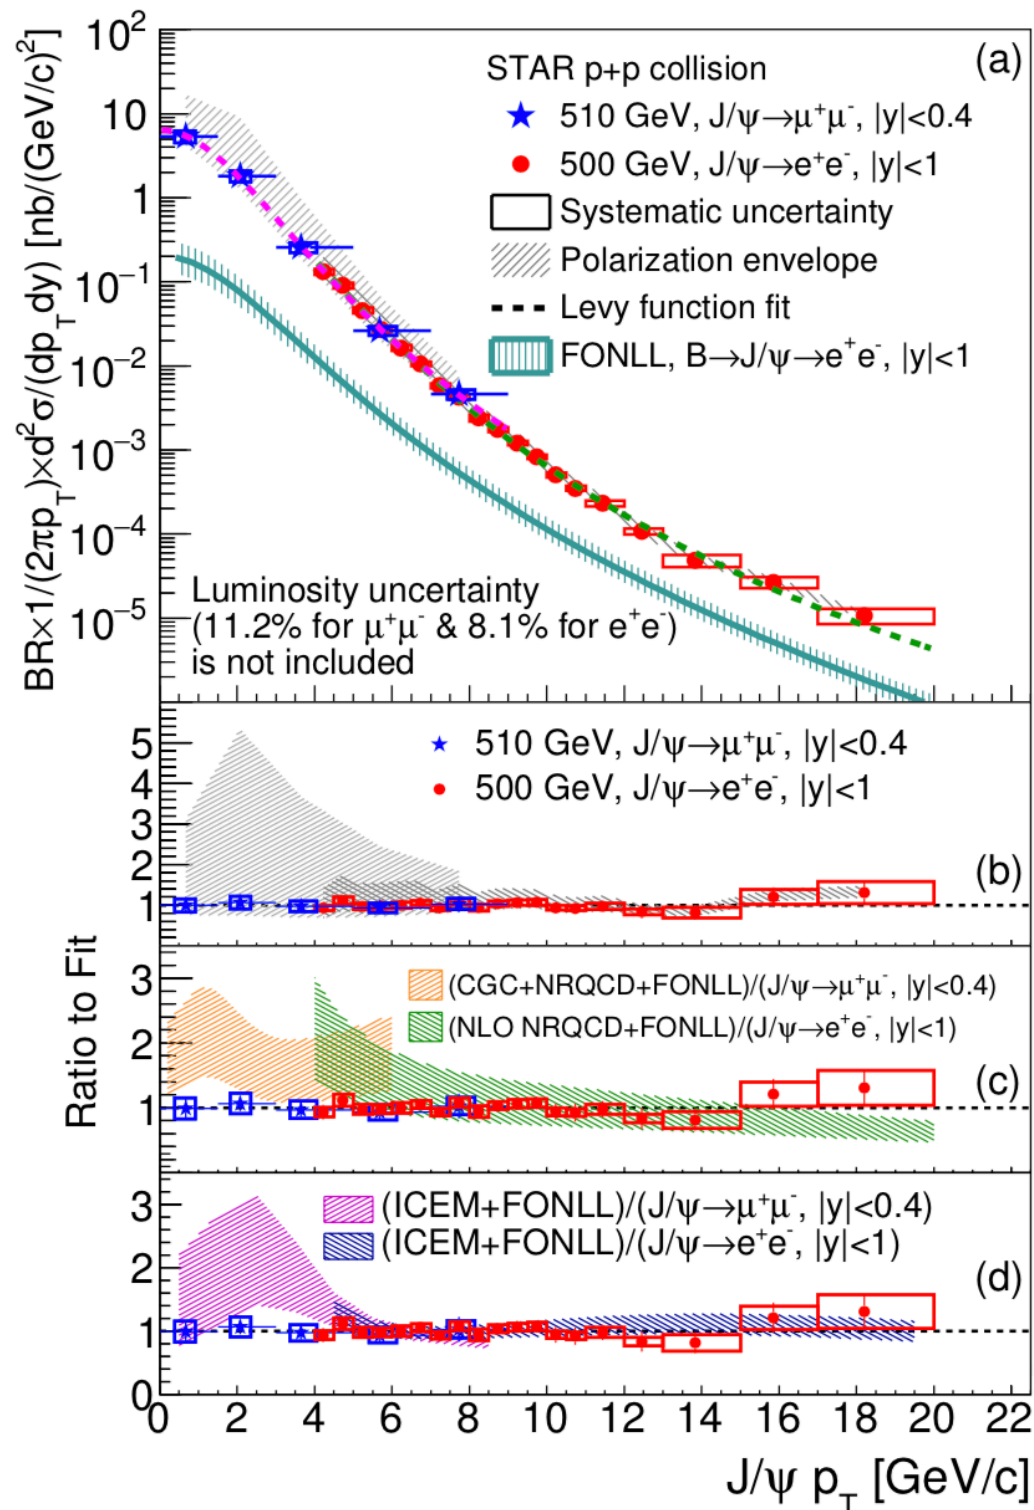 BR×1/(2πp_T)×d²σ/(dp_Tdy) [nb/(GeV/c)²]
10²
10
1
10⁻¹
10⁻²
10⁻³
10⁻⁴
10⁻⁵
(a)
STAR p+p collision
510 GeV, J/ψ→μ⁺μ⁻, |y|<0.4
500 GeV, J/ψ→e⁺e⁻, |y|<1
Systematic uncertainty
Polarization envelope
Levy function fit
FONLL, B→J/ψ→e⁺e⁻, |y|<1
Luminosity uncertainty
(11.2% for μ⁺μ⁻ & 8.1% for e⁺e⁻)
is not included
Ratio to Fit
5
4
3
2
1
510 GeV, J/ψ→μ⁺μ⁻, |y|<0.4
500 GeV, J/ψ→e⁺e⁻, |y|<1
(b)
3
2
1
(CGC+NRQCD+FONLL)/(J/ψ→μ⁺μ⁻, |y|<0.4)
(NLO NRQCD+FONLL)/(J/ψ→e⁺e⁻, |y|<1)
(c)
3
2
1
0
(ICEM+FONLL)/(J/ψ→μ⁺μ⁻, |y|<0.4)
(ICEM+FONLL)/(J/ψ→e⁺e⁻, |y|<1)
(d)
0 2 4 6 8 10 12 14 16 18 20 22
J/ψ p_T [GeV/c]